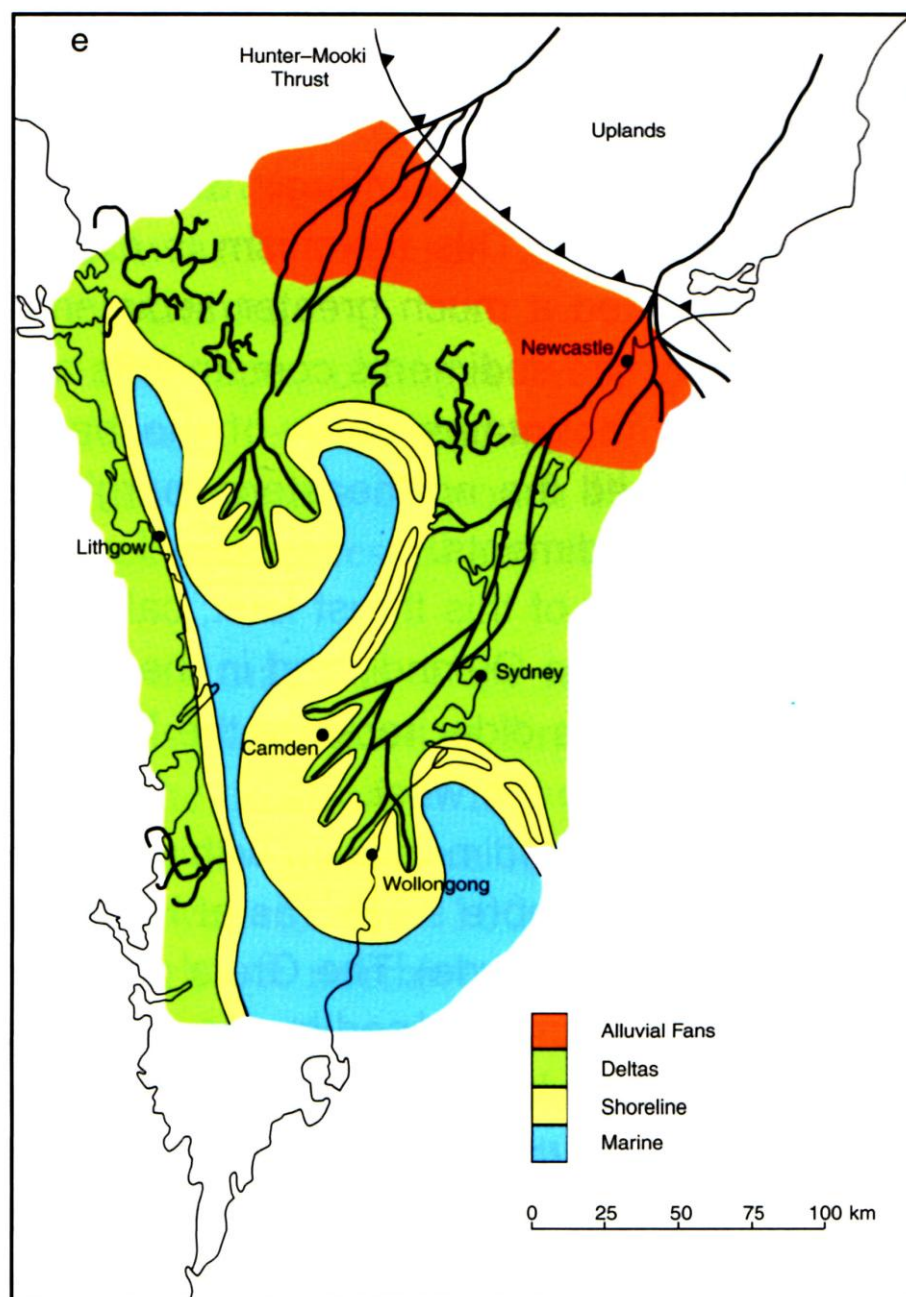 e
Hunter–Mooki
Thrust
Uplands
Newcastle
Lithgow
Sydney
Camden
Wollongong
Alluvial Fans
Deltas
Shoreline
Marine
0 25 50 75 100 km